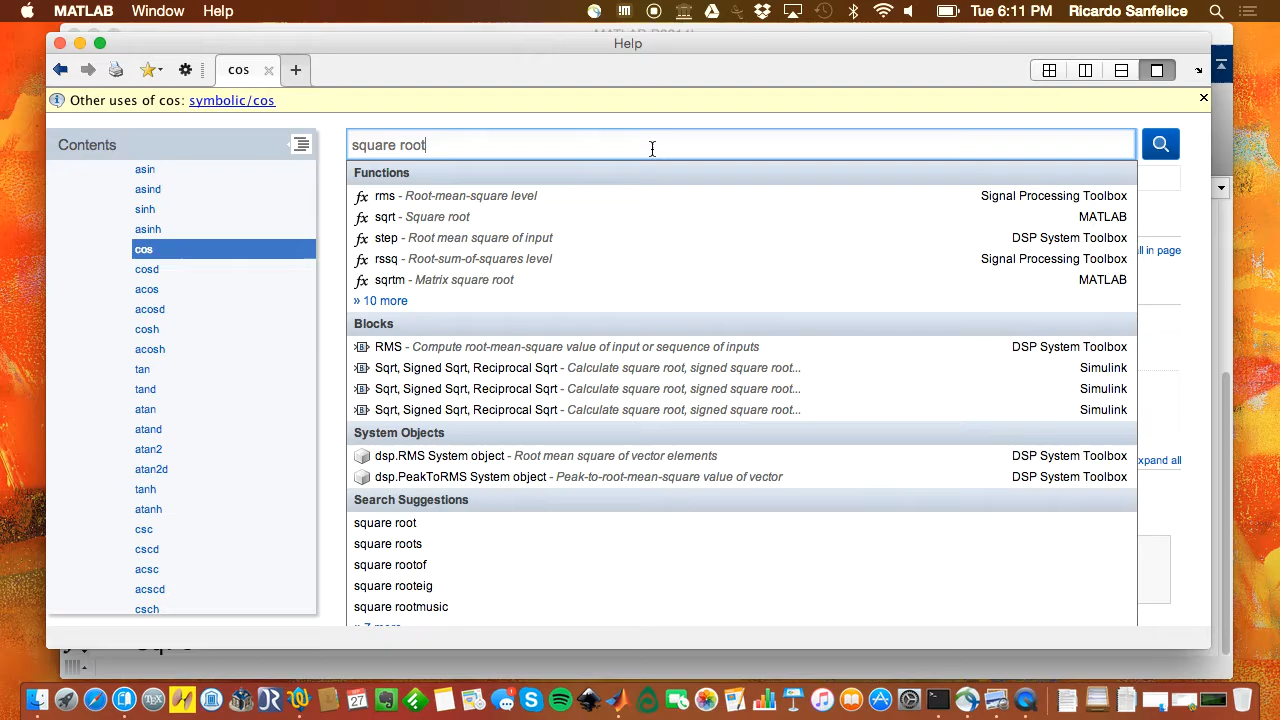 MATLAB Window Help Tue 6:11 PM Ricardo Sanfelice
Help
cos
Other uses of cos: symbolic/cos
Contents
asin
asind
sinh
asinh
cos
cosd
acos
acosd
cosh
acosh
tan
tand
atan
atand
atan2
atan2d
tanh
atanh
csc
cscd
acsc
acscd
csch
square root
Functions
fx rms - Root-mean-square level Signal Processing Toolbox
fx sqrt - Square root MATLAB
fx step - Root mean square of input DSP System Toolbox
fx rssq - Root-sum-of-squares level Signal Processing Toolbox
fx sqrtm - Matrix square root MATLAB
» 10 more
Blocks
RMS - Compute root-mean-square value of input or sequence of inputs DSP System Toolbox
Sqrt, Signed Sqrt, Reciprocal Sqrt - Calculate square root, signed square root... Simulink
Sqrt, Signed Sqrt, Reciprocal Sqrt - Calculate square root, signed square root... Simulink
Sqrt, Signed Sqrt, Reciprocal Sqrt - Calculate square root, signed square root... Simulink
System Objects
dsp.RMS System object - Root mean square of vector elements DSP System Toolbox
dsp.PeakToRMS System object - Peak-to-root-mean-square value of vector DSP System Toolbox
Search Suggestions
square root
square roots
square rootof
square rooteig
square rootmusic
» 7 more
all in page
xpand all